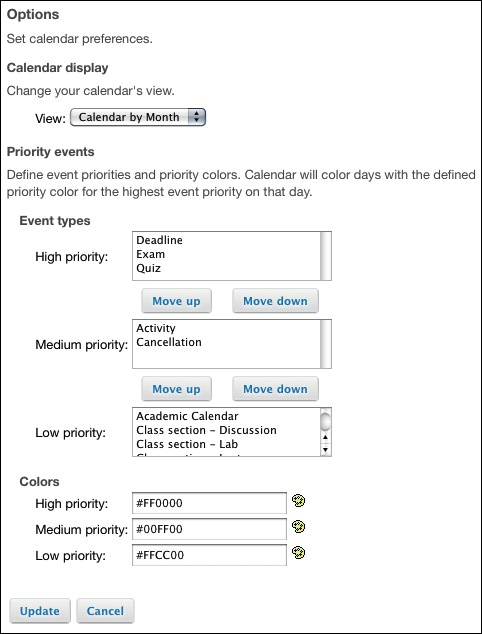 Options
Set calendar preferences.
Calendar display
Change your calendar's view.
View: Calendar by Month
Priority events
Define event priorities and priority colors. Calendar will color days with the defined
priority color for the highest event priority on that day.
Event types
High priority:
Deadline
Exam
Quiz
Move up Move down
Medium priority:
Activity
Cancellation
Move up Move down
Low priority:
Academic Calendar
Class section - Discussion
Class section - Lab
Colors
High priority: #FF0000
Medium priority: #00FF00
Low priority: #FFCC00
Update Cancel